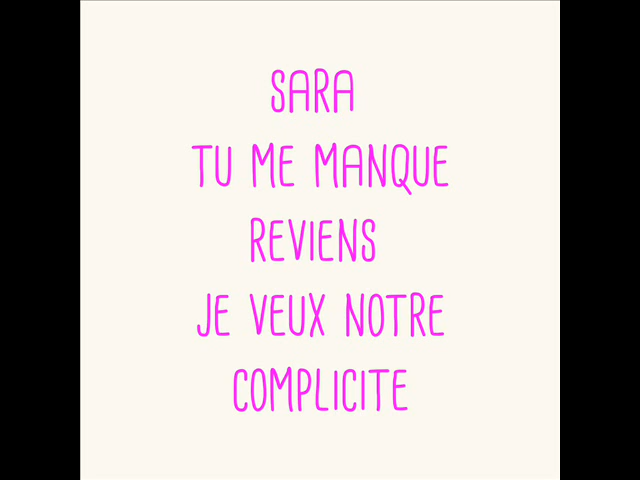 SARA
TU ME MANQUE
REVIENS
JE VEUX NOTRE
COMPLICITE